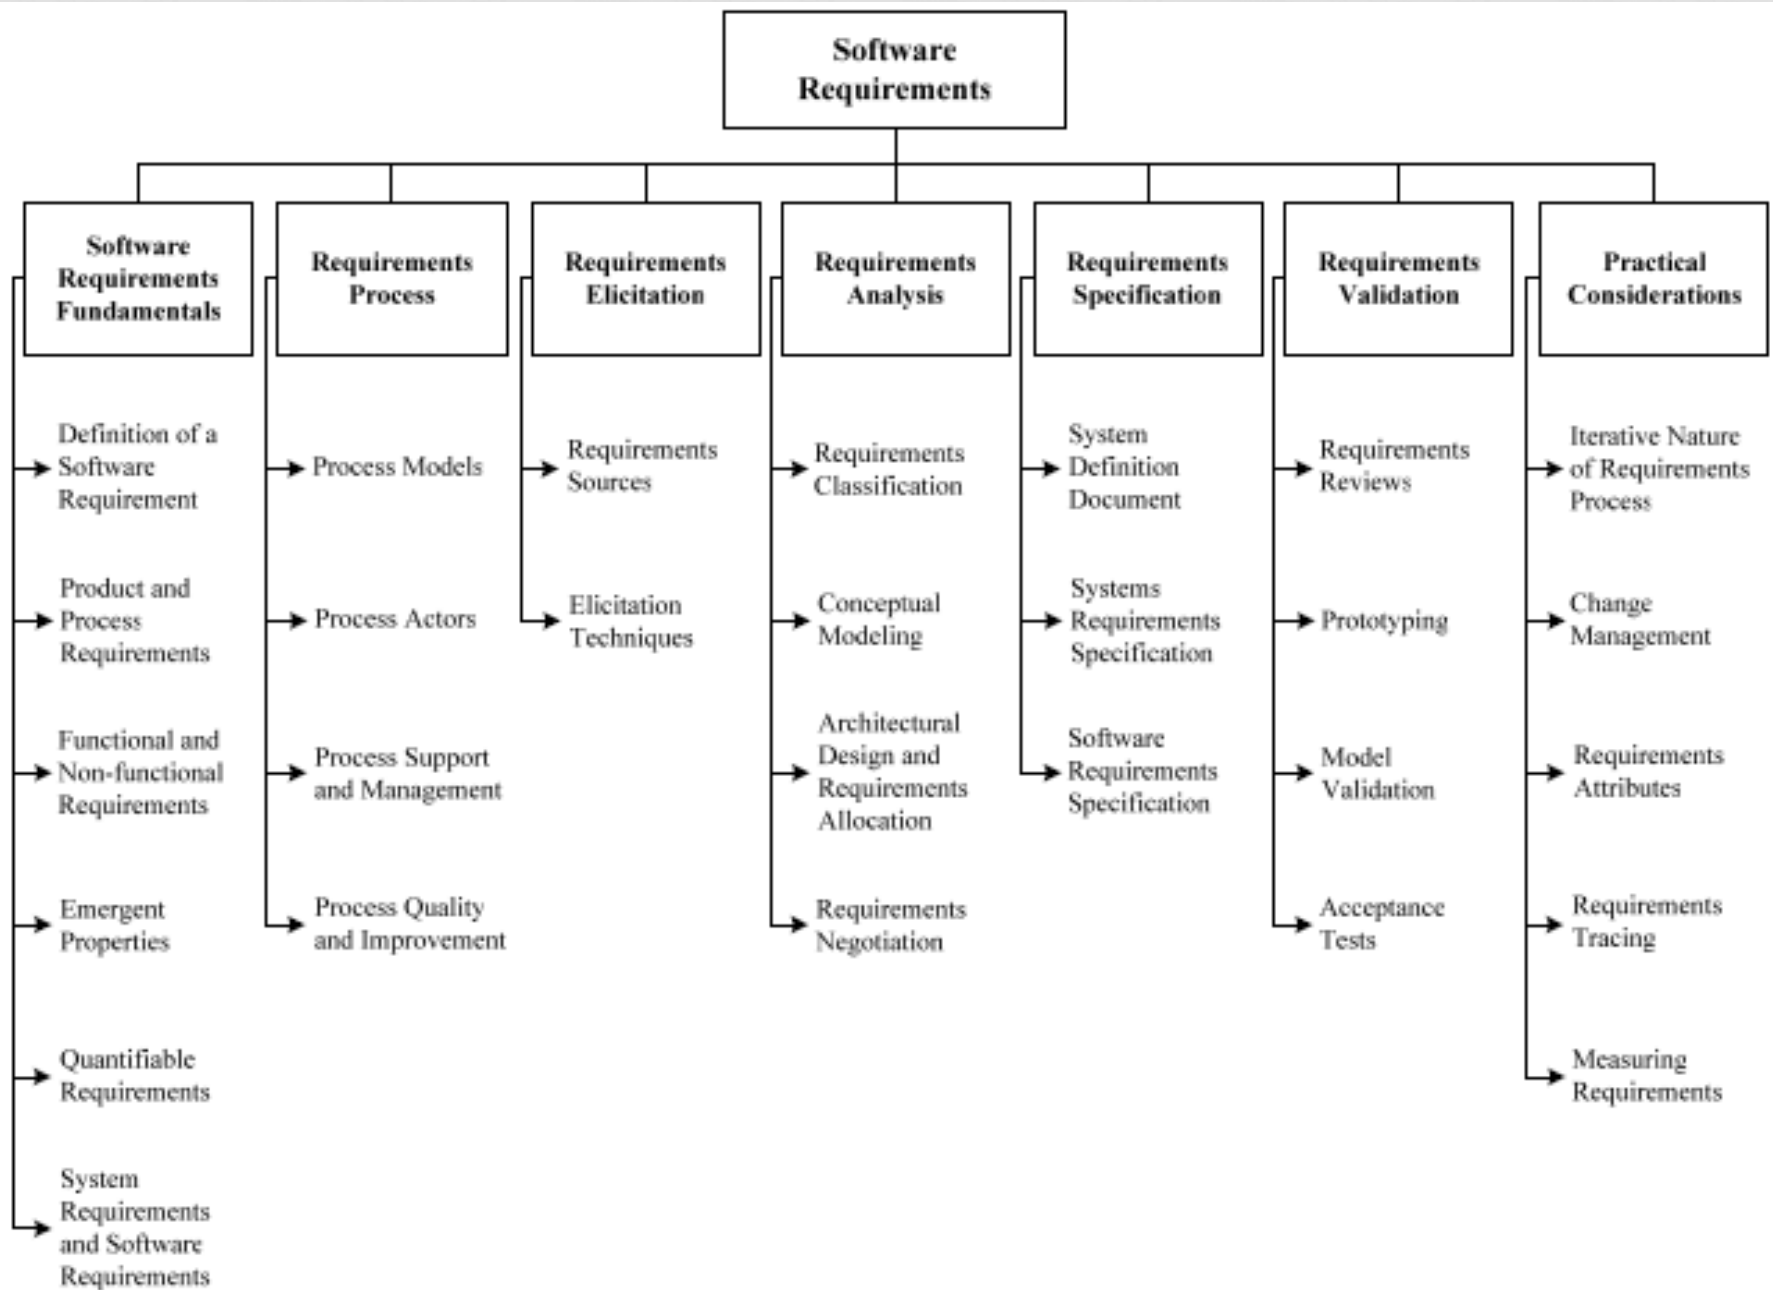 Software
Requirements
Software
Requirements
Fundamentals
Requirements
Process
Requirements
Elicitation
Requirements
Analysis
Requirements
Specification
Requirements
Validation
Practical
Considerations
Definition of a
Software
Requirement
Product and
Process
Requirements
Functional and
Non-functional
Requirements
Emergent
Properties
Quantifiable
Requirements
System
Requirements
and Software
Requirements
Process Models
Process Actors
Process Support
and Management
Process Quality
and Improvement
Requirements
Sources
Elicitation
Techniques
Requirements
Classification
Conceptual
Modeling
Architectural
Design and
Requirements
Allocation
Requirements
Negotiation
System
Definition
Document
Systems
Requirements
Specification
Software
Requirements
Specification
Requirements
Reviews
Prototyping
Model
Validation
Acceptance
Tests
Iterative Nature
of Requirements
Process
Change
Management
Requirements
Attributes
Requirements
Tracing
Measuring
Requirements